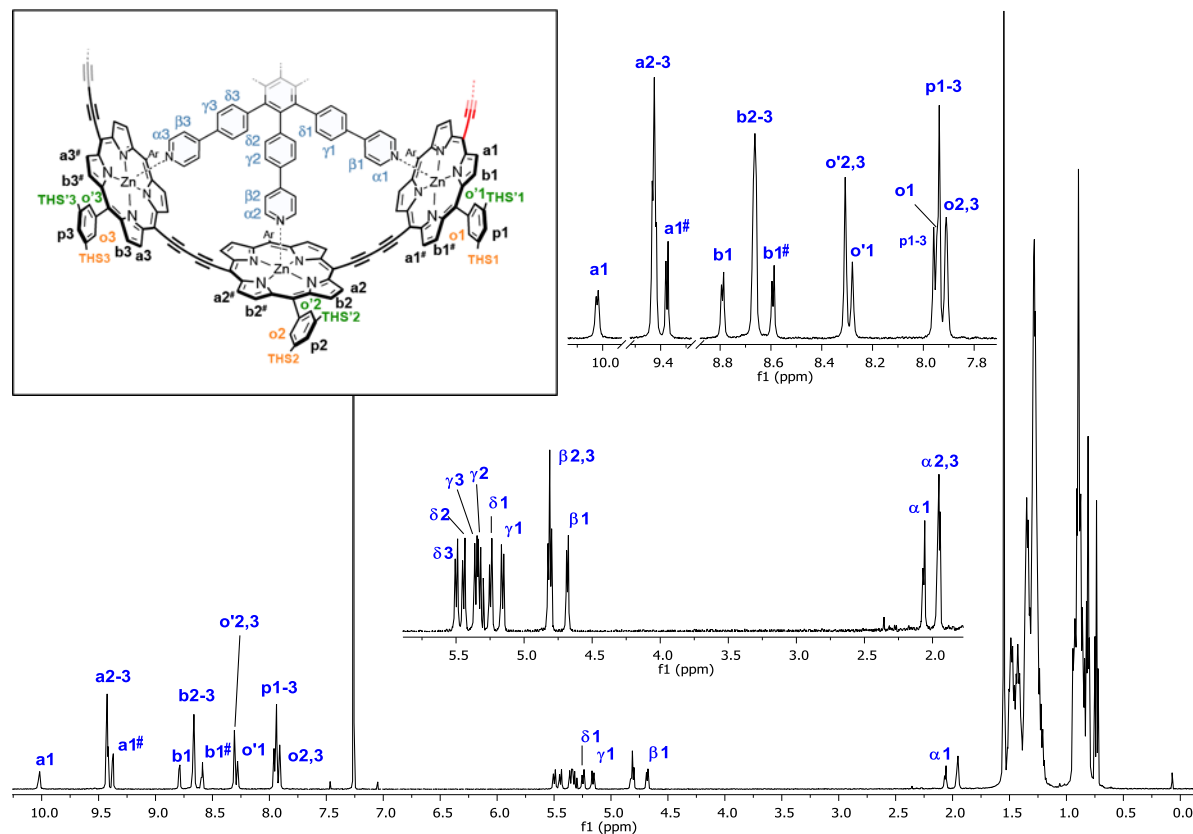 δ3
γ3
β3
α3
δ2
γ2
β2
α2
δ1
γ1
β1
α1
Ar
Ar
Ar
N
N
N
N
N
Zn
N
N
N
N
N
Zn
N
N
N
N
N
Zn
a3#
b3#
THS'3
o'3
p3
o3
THS3
b3
a3
a1
b1
o'1
THS'1
o1
p1
THS1
a1#
b1#
a2#
b2#
o'2
THS'2
b2
a2
o2
p2
THS2
a2-3
p1-3
b2-3
o'2,3
o1
o2,3
a1#
p1-3
a1
b1
b1#
o'1
10.0
9.4
8.8
8.6
8.4
8.2
8.0
7.8
f1 (ppm)
γ2
γ3
β2,3
δ1
α2,3
δ2
γ1
β1
α1
δ3
5.5
5.0
4.5
4.0
3.5
3.0
2.5
2.0
f1 (ppm)
o'2,3
a2-3
b2-3
p1-3
a1#
a1
b1
b1#
o'1
o2,3
δ1
γ1
β1
α1
10.0
9.5
9.0
8.5
8.0
7.5
7.0
6.5
6.0
5.5
5.0
4.5
4.0
3.5
3.0
2.5
2.0
1.5
1.0
0.5
0.0
f1 (ppm)